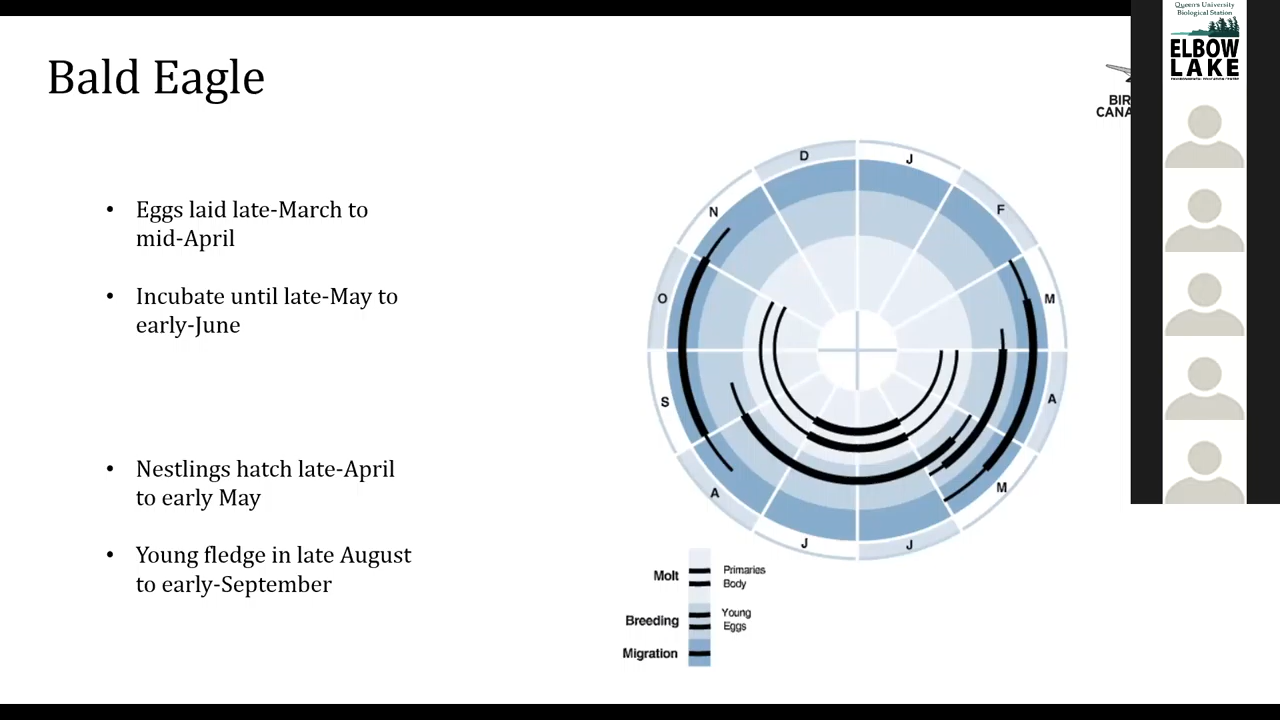 Queen's University
Biological Station
ELBOW
LAKE
Bald Eagle
BIR
CANA
• Eggs laid late-March to
mid-April
• Incubate until late-May to
early-June
• Nestlings hatch late-April
to early May
• Young fledge in late August
to early-September
D
J
N
F
O
M
S
A
A
M
J
J
Molt
Primaries
Body
Breeding
Young
Eggs
Migration